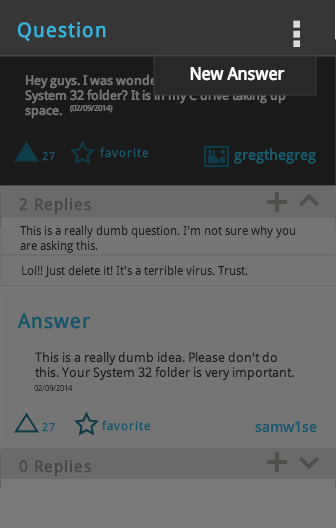 Question
New Answer
Hey guys. I was wonde
System 32 folder? It is in my C drive taking up
space. (02/09/2014)
27 favorite gregthegreg
2 Replies
This is a really dumb question. I'm not sure why you
are asking this.
Lol!! Just delete it! It's a terrible virus. Trust.
Answer
This is a really dumb idea. Please don't do
this. Your System 32 folder is very important.
02/09/2014
27 favorite samw1se
0 Replies